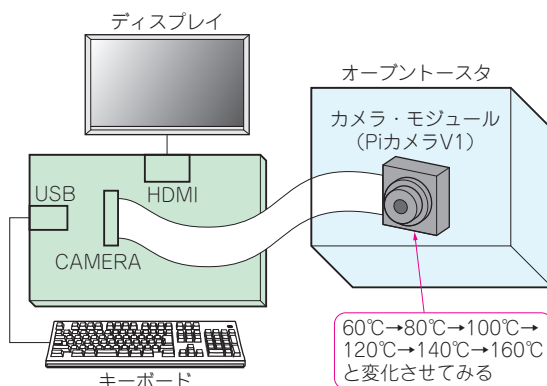 ディスプレイ
オーブントースタ
カメラ・モジュール
(PiカメラV1)
USB
HDMI
CAMERA
キーボード
60℃→80℃→100℃→
120℃→140℃→160℃
と変化させてみる